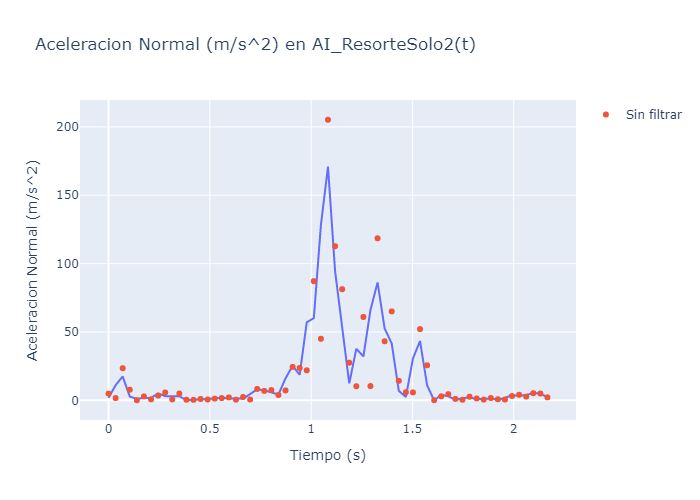 Aceleracion Normal (m/s^2) en AI_ResorteSolo2(t)
Sin filtrar
Aceleracion Normal (m/s^2)
200
150
100
50
0
0
0.5
1
1.5
2
Tiempo (s)